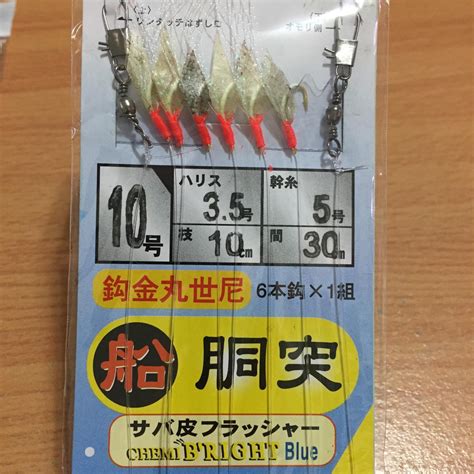 〈上〉
ワンタッチはずし◯
オモリ側
10号
ハリス 3.5号
幹糸 5号
枝 10cm
間 30cm
鈎金丸世尼 6本鈎×1組
船 胴突
サバ皮フラッシャー
CHEMI B'RIGHT Blue